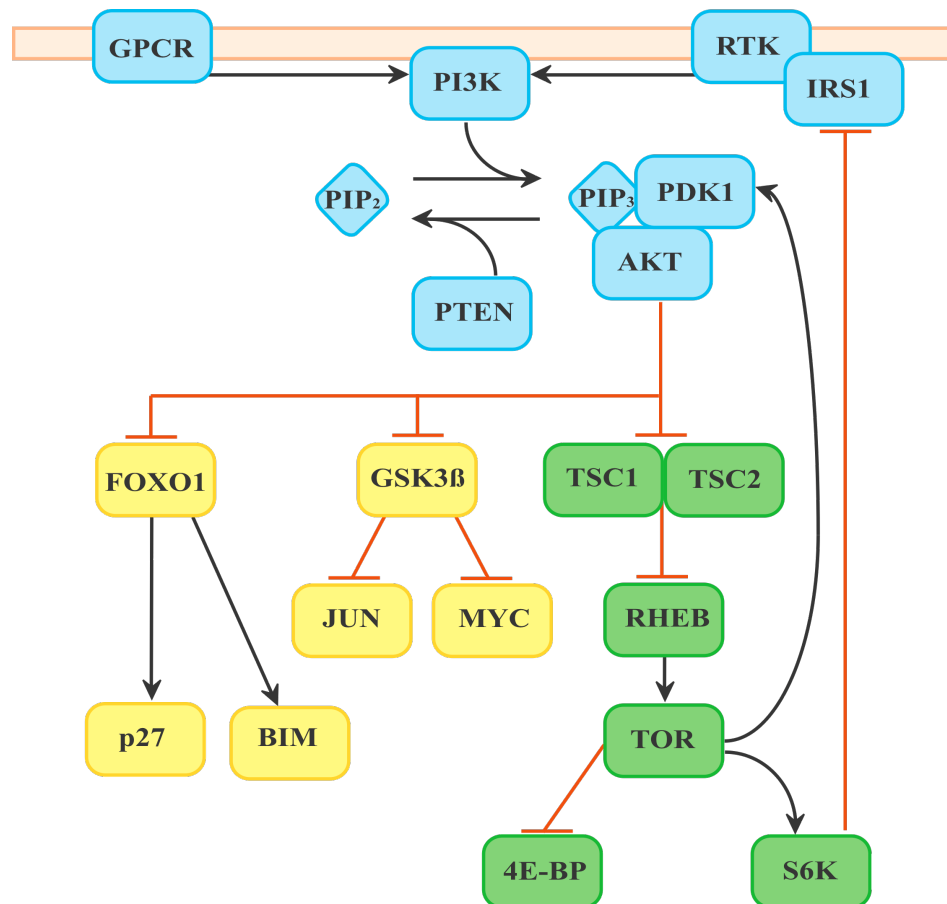 GPCR
RTK
PI3K
IRS1
PIP₂
PIP₃
PDK1
AKT
PTEN
FOXO1
GSK3ß
TSC1
TSC2
JUN
MYC
RHEB
p27
BIM
TOR
4E-BP
S6K